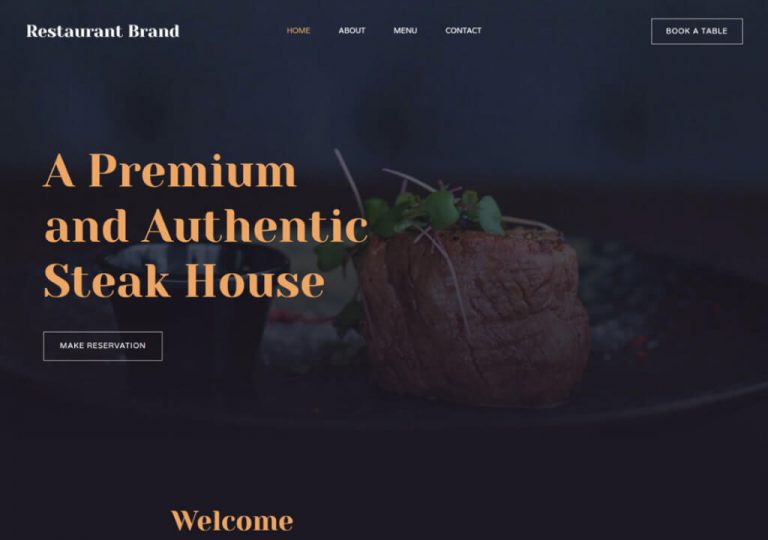 Restaurant Brand
HOME ABOUT MENU CONTACT
BOOK A TABLE
A Premium
and Authentic
Steak House
MAKE RESERVATION
Welcome